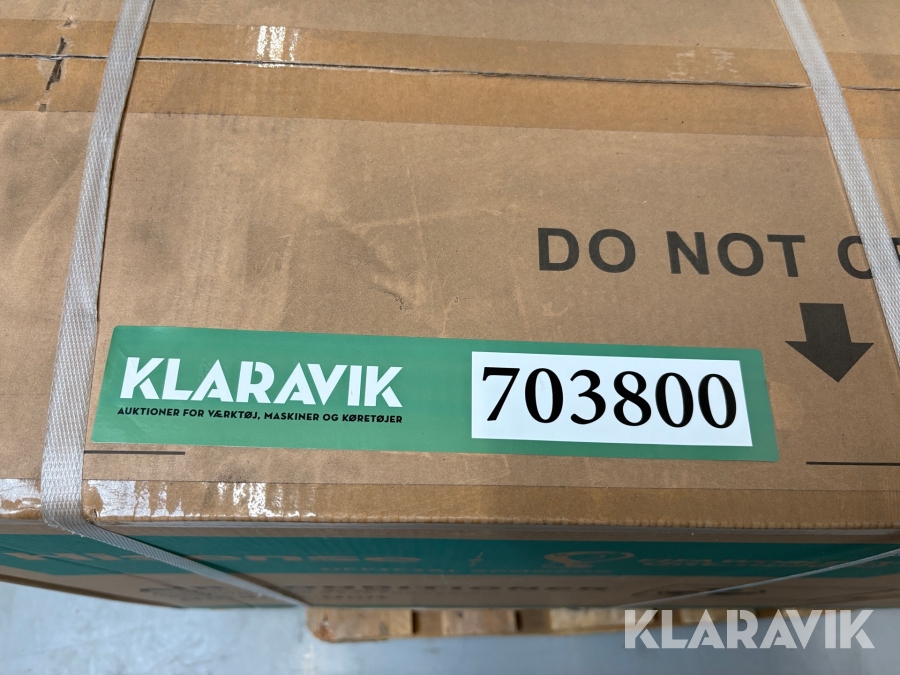 DO NOT
KLARAVIK
AUKTIONER FOR VÆRKTØJ, MASKINER OG KØRETØJER
703800
KLARAVIK